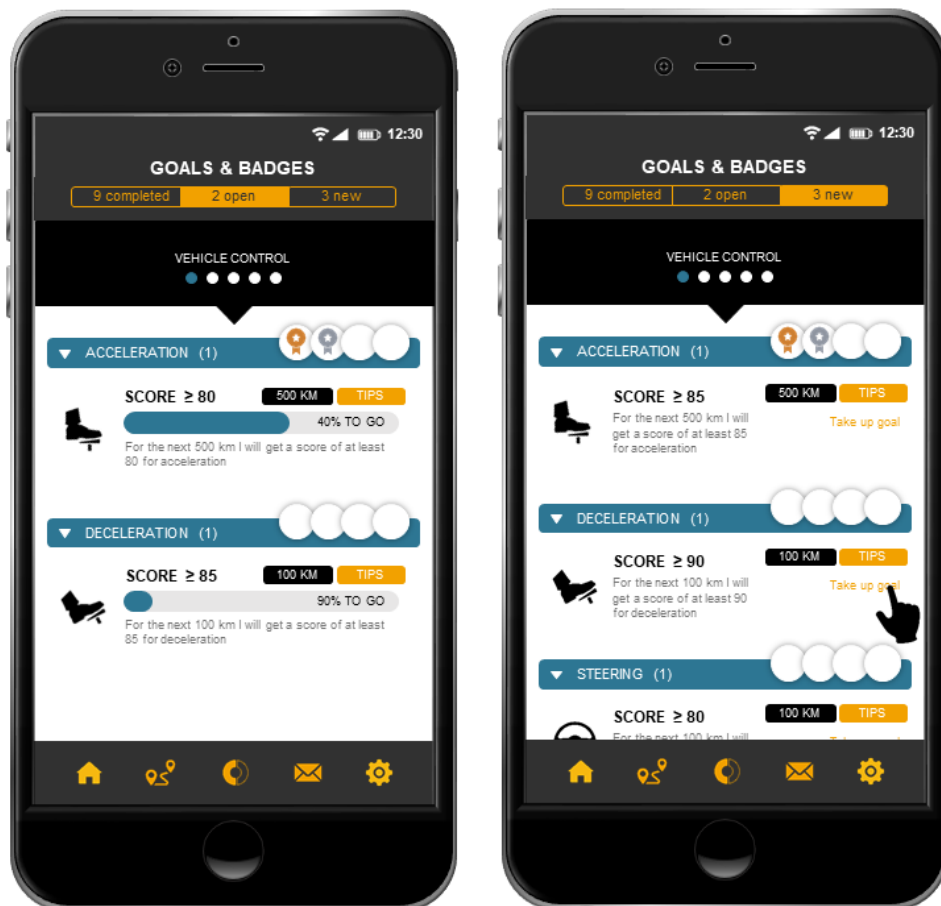 12:30
GOALS & BADGES
9 completed 2 open 3 new
VEHICLE CONTROL
ACCELERATION (1)
SCORE ≥ 80 500 KM TIPS
40% TO GO
For the next 500 km I will get a score of at least
80 for acceleration
DECELERATION (1)
SCORE ≥ 85 100 KM TIPS
90% TO GO
For the next 100 km I will get a score of at least
85 for deceleration
12:30
GOALS & BADGES
9 completed 2 open 3 new
VEHICLE CONTROL
ACCELERATION (1)
SCORE ≥ 85 500 KM TIPS
For the next 500 km I will
get a score of at least 85
for acceleration
Take up goal
DECELERATION (1)
SCORE ≥ 90 100 KM TIPS
For the next 100 km I will
get a score of at least 90
for deceleration
Take up goal
STEERING (1)
SCORE ≥ 80 100 KM TIPS
For the next 100 km I will